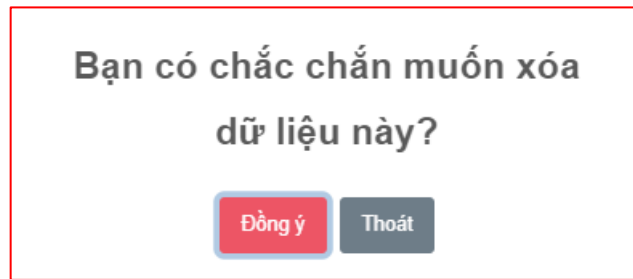 Bạn có chắc chắn muốn xóa
dữ liệu này?
Đồng ý Thoát